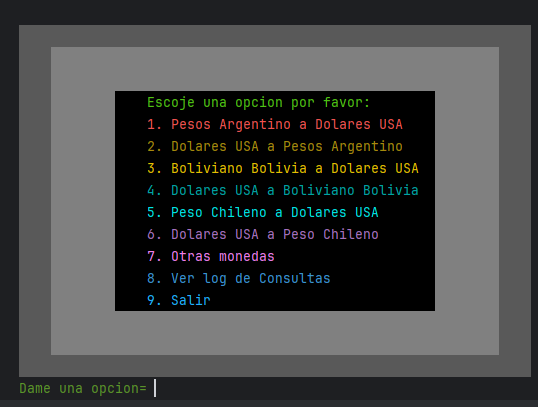 Escoje una opcion por favor:
1. Pesos Argentino a Dolares USA
2. Dolares USA a Pesos Argentino
3. Boliviano Bolivia a Dolares USA
4. Dolares USA a Boliviano Bolivia
5. Peso Chileno a Dolares USA
6. Dolares USA a Peso Chileno
7. Otras monedas
8. Ver log de Consultas
9. Salir
Dame una opcion=